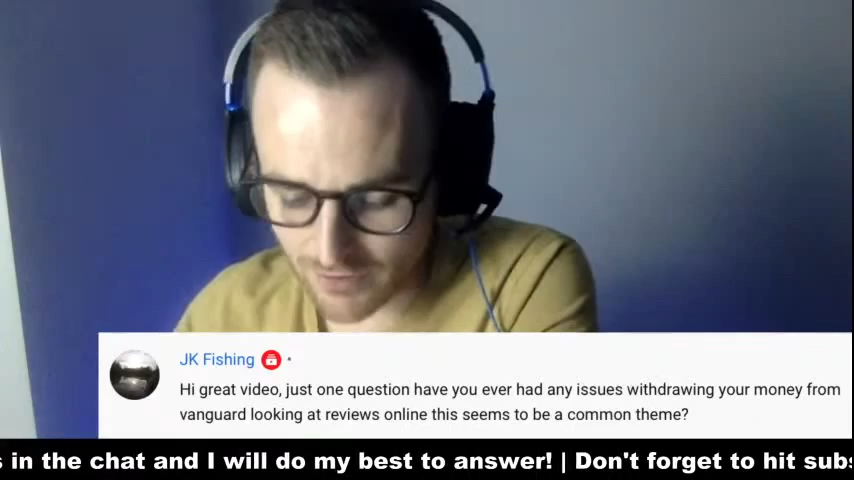 JK Fishing •
Hi great video, just one question have you ever had any issues withdrawing your money from
vanguard looking at reviews online this seems to be a common theme?
s in the chat and I will do my best to answer! | Don't forget to hit subs